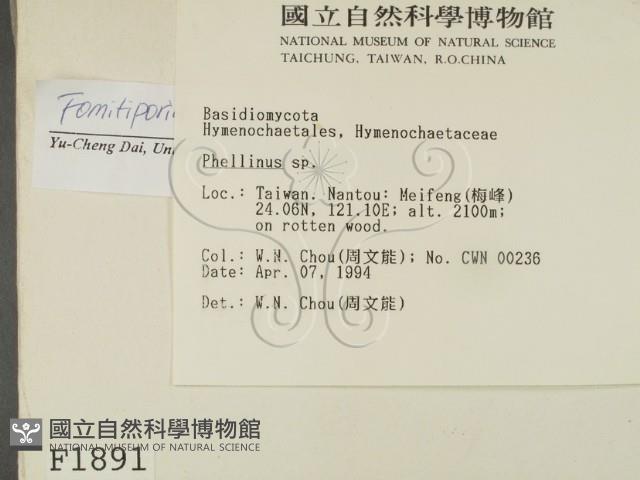 國立自然科學博物館
NATIONAL MUSEUM OF NATURAL SCIENCE
TAICHUNG, TAIWAN, R.O.CHINA
Basidiomycota
Hymenochaetales, Hymenochaetaceae
Phellinus sp.
Loc.: Taiwan. Nantou: Meifeng(梅峰)
24.06N, 121.10E; alt. 2100m;
on rotten wood.
Col.: W.N. Chou(周文能); No. CWN 00236
Date: Apr. 07, 1994
Det.: W.N. Chou(周文能)
Fomitipori
Yu-Cheng Dai, Uni
國立自然科學博物館
NATIONAL MUSEUM OF NATURAL SCIENCE
F1891